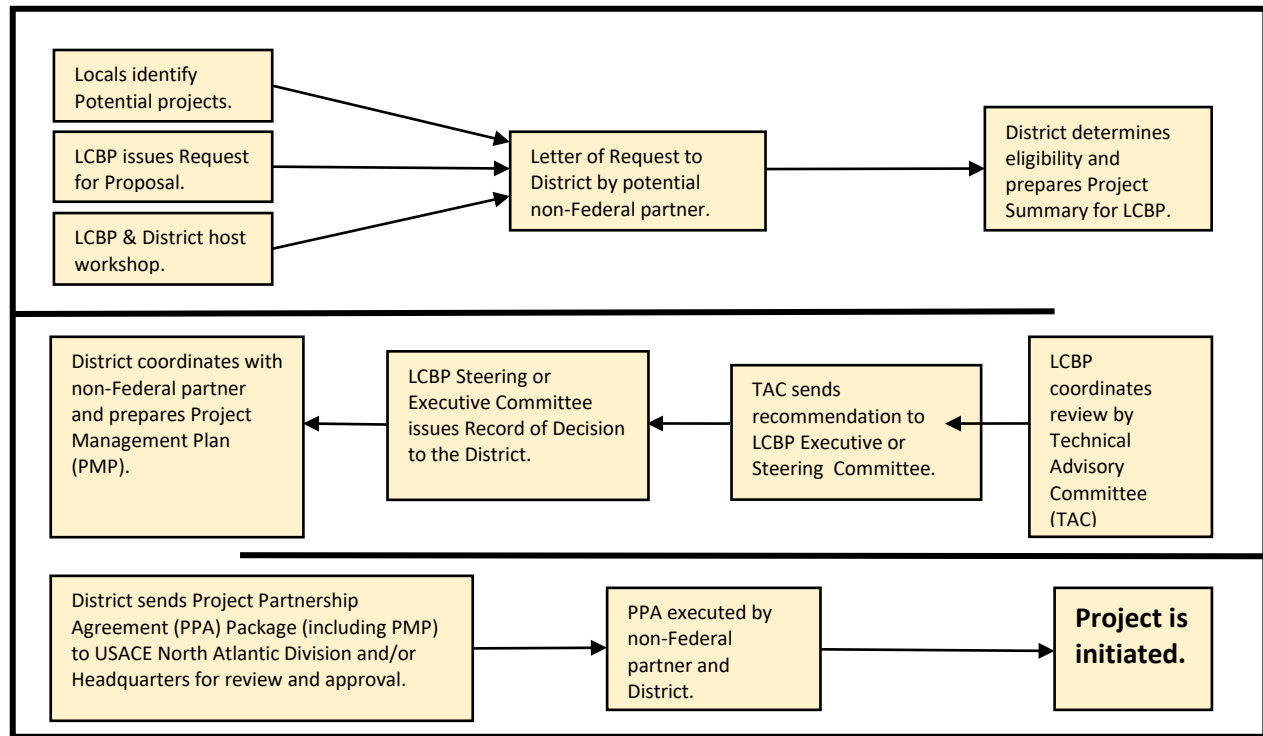 Locals identify
Potential projects.
LCBP issues Request
for Proposal.
LCBP & District host
workshop.
Letter of Request to
District by potential
non-Federal partner.
District determines
eligibility and
prepares Project
Summary for LCBP.
LCBP
coordinates
review by
Technical
Advisory
Committee
(TAC)
TAC sends
recommendation to
LCBP Executive or
Steering  Committee.
LCBP Steering or
Executive Committee
issues Record of Decision
to the District.
District coordinates with
non-Federal partner
and prepares Project
Management Plan
(PMP).
District sends Project Partnership
Agreement (PPA) Package (including PMP)
to USACE North Atlantic Division and/or
Headquarters for review and approval.
PPA executed by
non-Federal
partner and
District.
Project is
initiated.